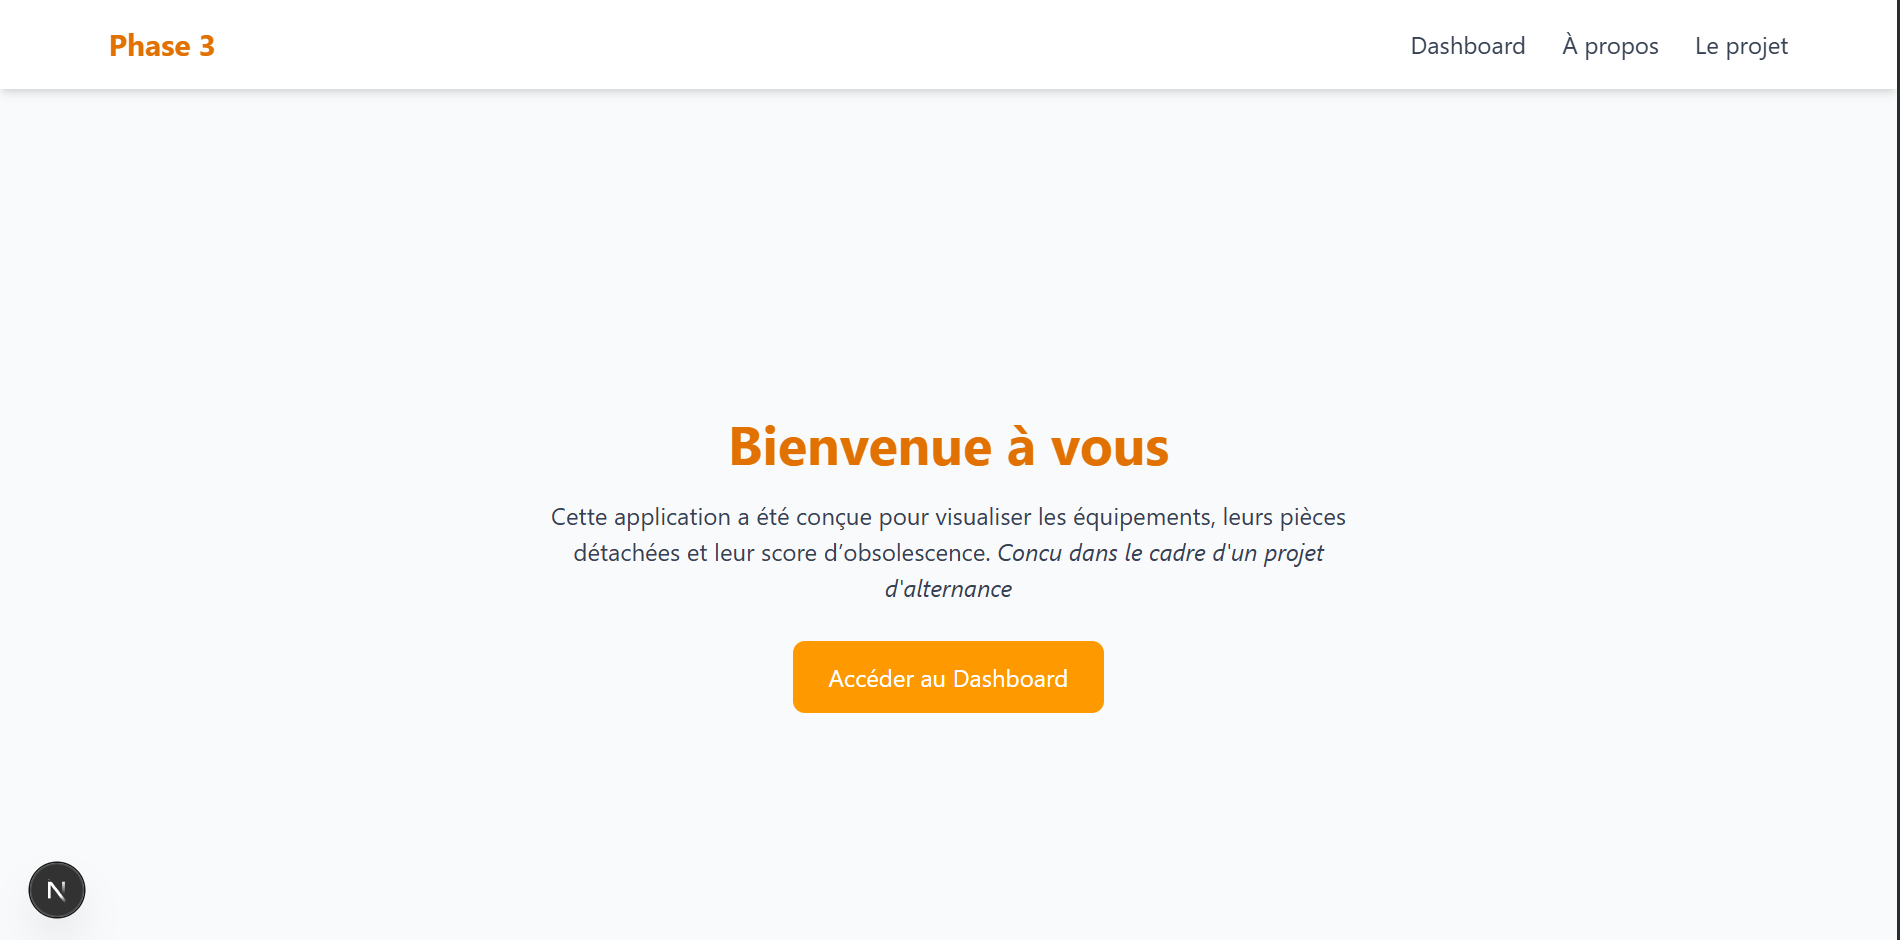 Phase 3
Dashboard À propos Le projet
Bienvenue à vous
Cette application a été conçue pour visualiser les équipements, leurs pièces
détachées et leur score d’obsolescence. Concu dans le cadre d'un projet
d'alternance
Accéder au Dashboard
N